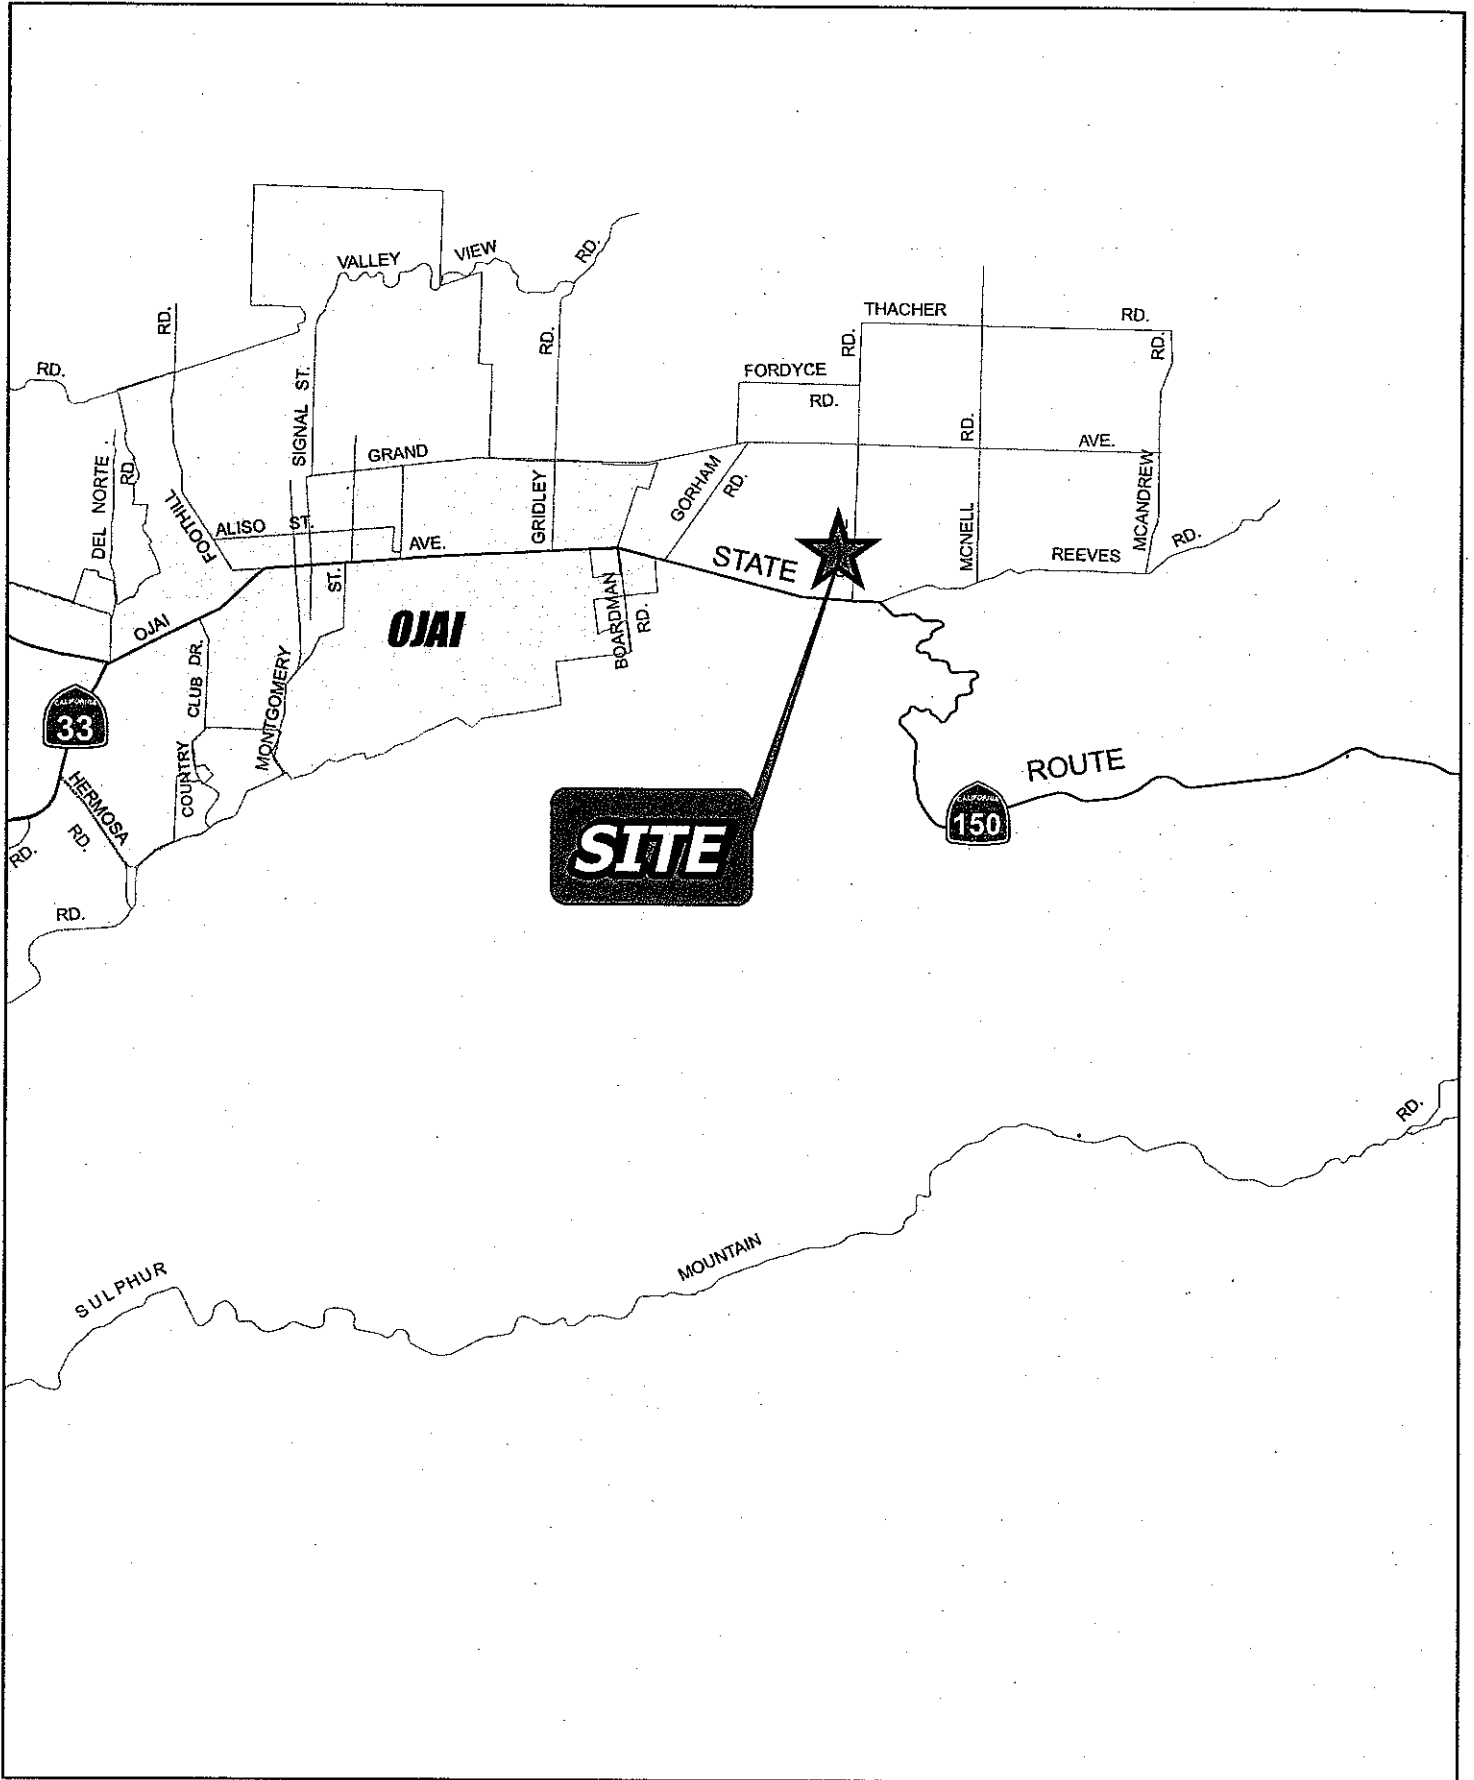 VALLEY VIEW RD.
RD.
RD.
THACHER RD.
RD.
RD.
RD.
FORDYCE
RD.
SIGNAL ST.
RD.
AVE.
GRAND
DEL NORTE
RD.
FOOTHILL
GRIDLEY
GORHAM
RD.
MCNELL
MCANDREW
ALISO ST.
AVE.
STATE
REEVES RD.
ST.
OJAI
OJAI
BOARDMAN
RD.
CLUB DR.
MONTGOMERY
CALIFORNIA
33
COUNTRY
HERMOSA
RD.
RD.
RD.
ROUTE
CALIFORNIA
150
SITE
RD.
MOUNTAIN
SULPHUR